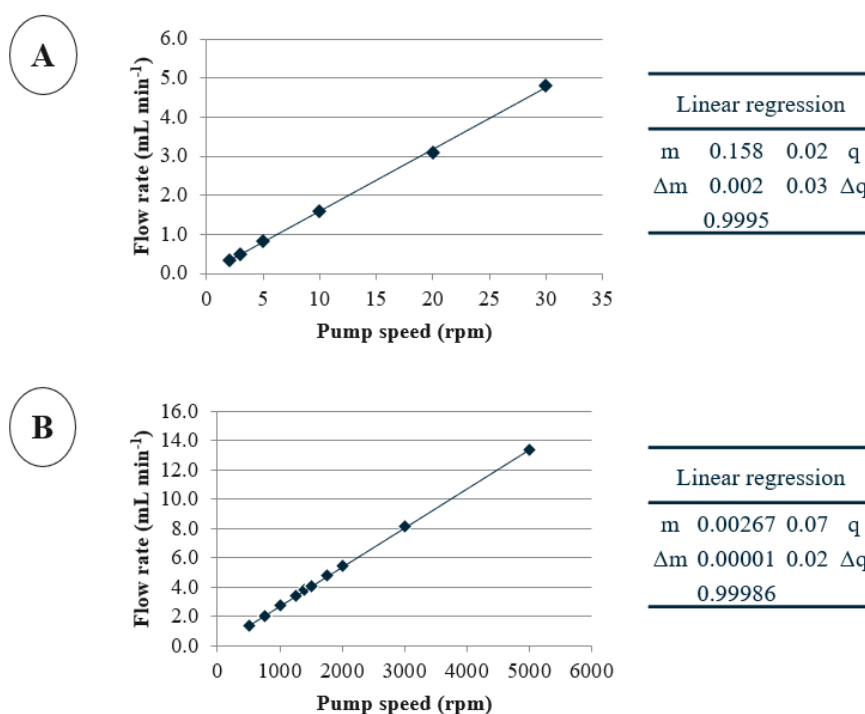 A
Flow rate (mL min⁻¹)
6.0
5.0
4.0
3.0
2.0
1.0
0.0
0 5 10 15 20 25 30 35
Pump speed (rpm)
Linear regression
m 0.158 0.02 q
Δm 0.002 0.03 Δq
0.9995
B
Flow rate (mL min⁻¹)
16.0
14.0
12.0
10.0
8.0
6.0
4.0
2.0
0.0
0 1000 2000 3000 4000 5000 6000
Pump speed (rpm)
Linear regression
m 0.00267 0.07 q
Δm 0.00001 0.02 Δq
0.99986